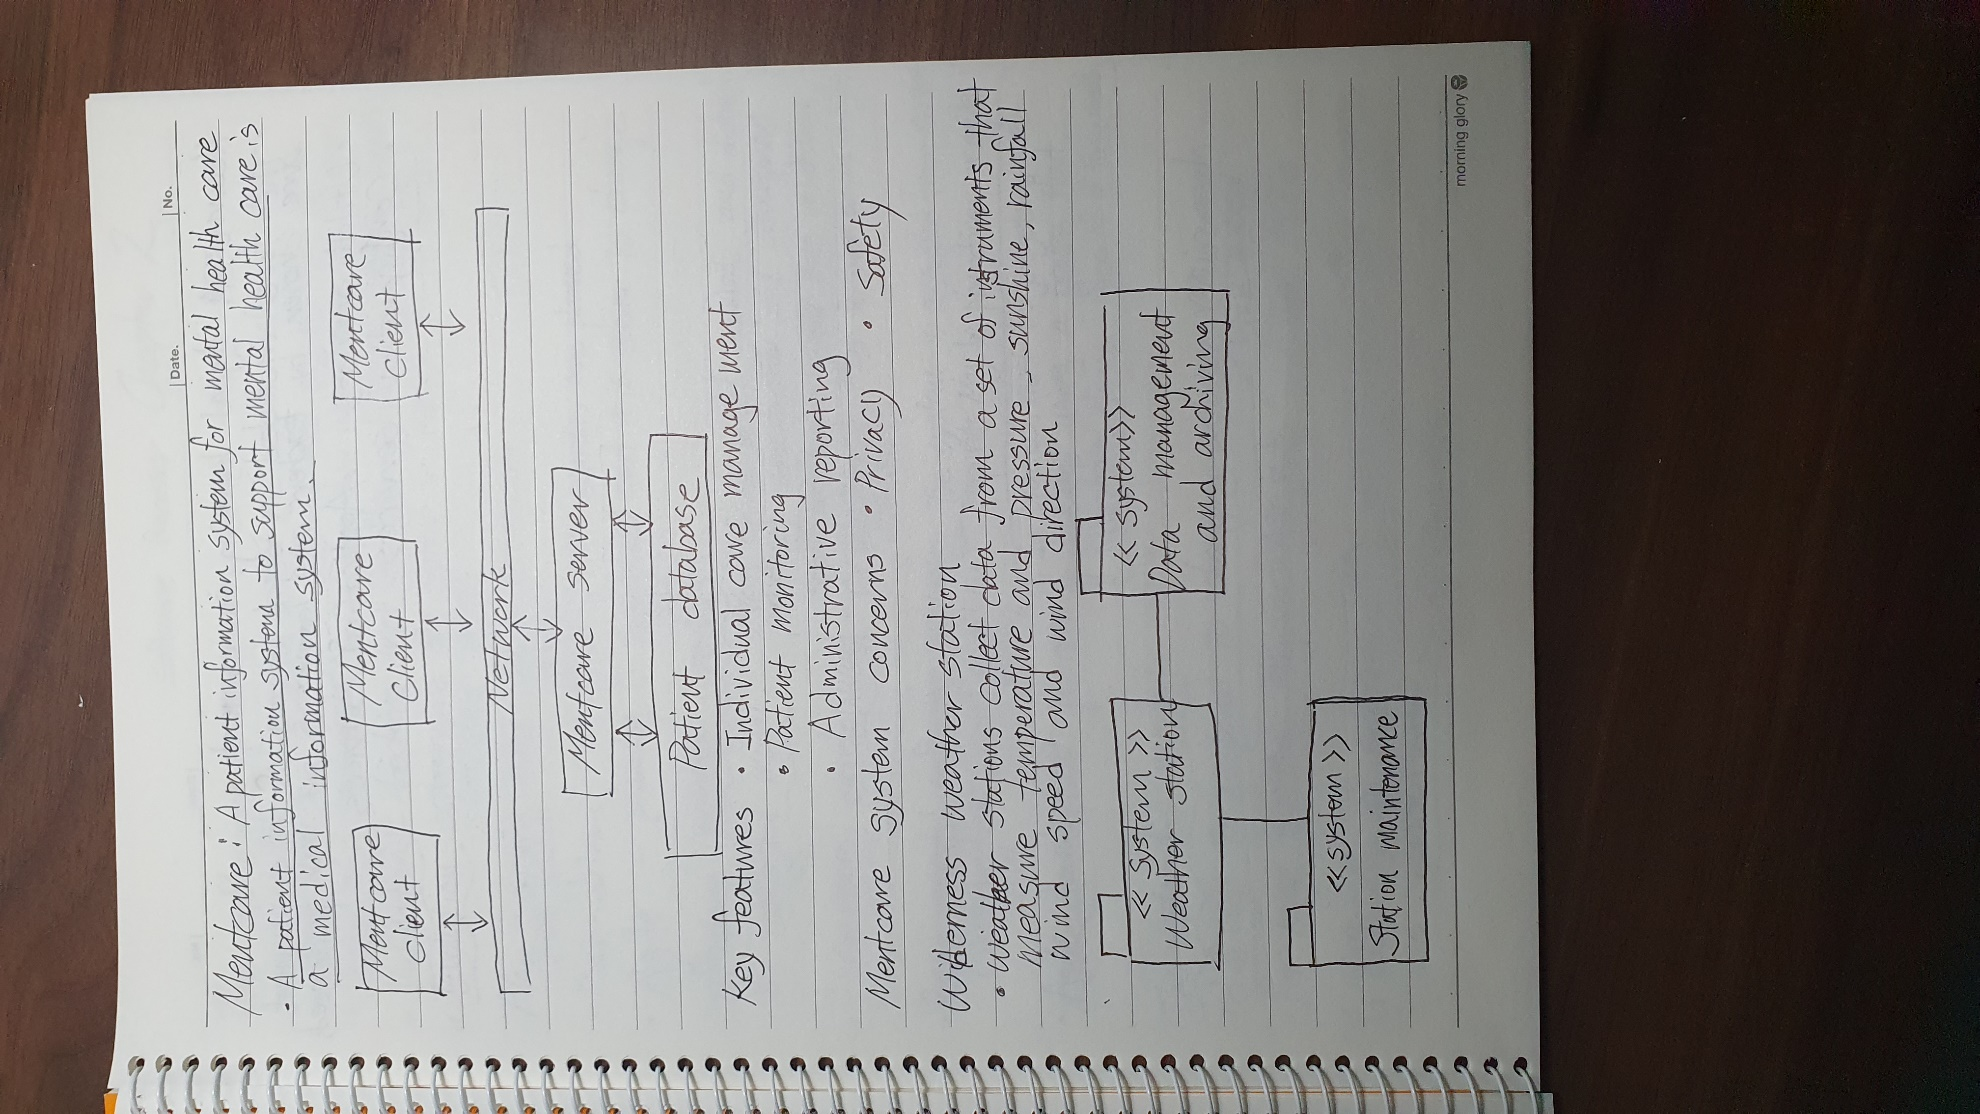 Date.
No.
Mentcare : A patient information system for mental health care
• A patient information system to support mental health care is
a medical information system.
Mentcare
client
Mentcare
Client
Mentcare
client
Network
Mentcare server
Patient database
Key features • Individual care management
• Patient monitoring
• Administrative reporting
Mentcare system concerns • Privacy • Safety
Wilderness weather station
• Weather stations collect data from a set of instruments that
measure temperature and pressure, sunshine, rainfall
wind speed and wind direction
<< system >>
Weather station
<<system>>
Data management
and archiving
<<system>>
Station maintenance
morning glory